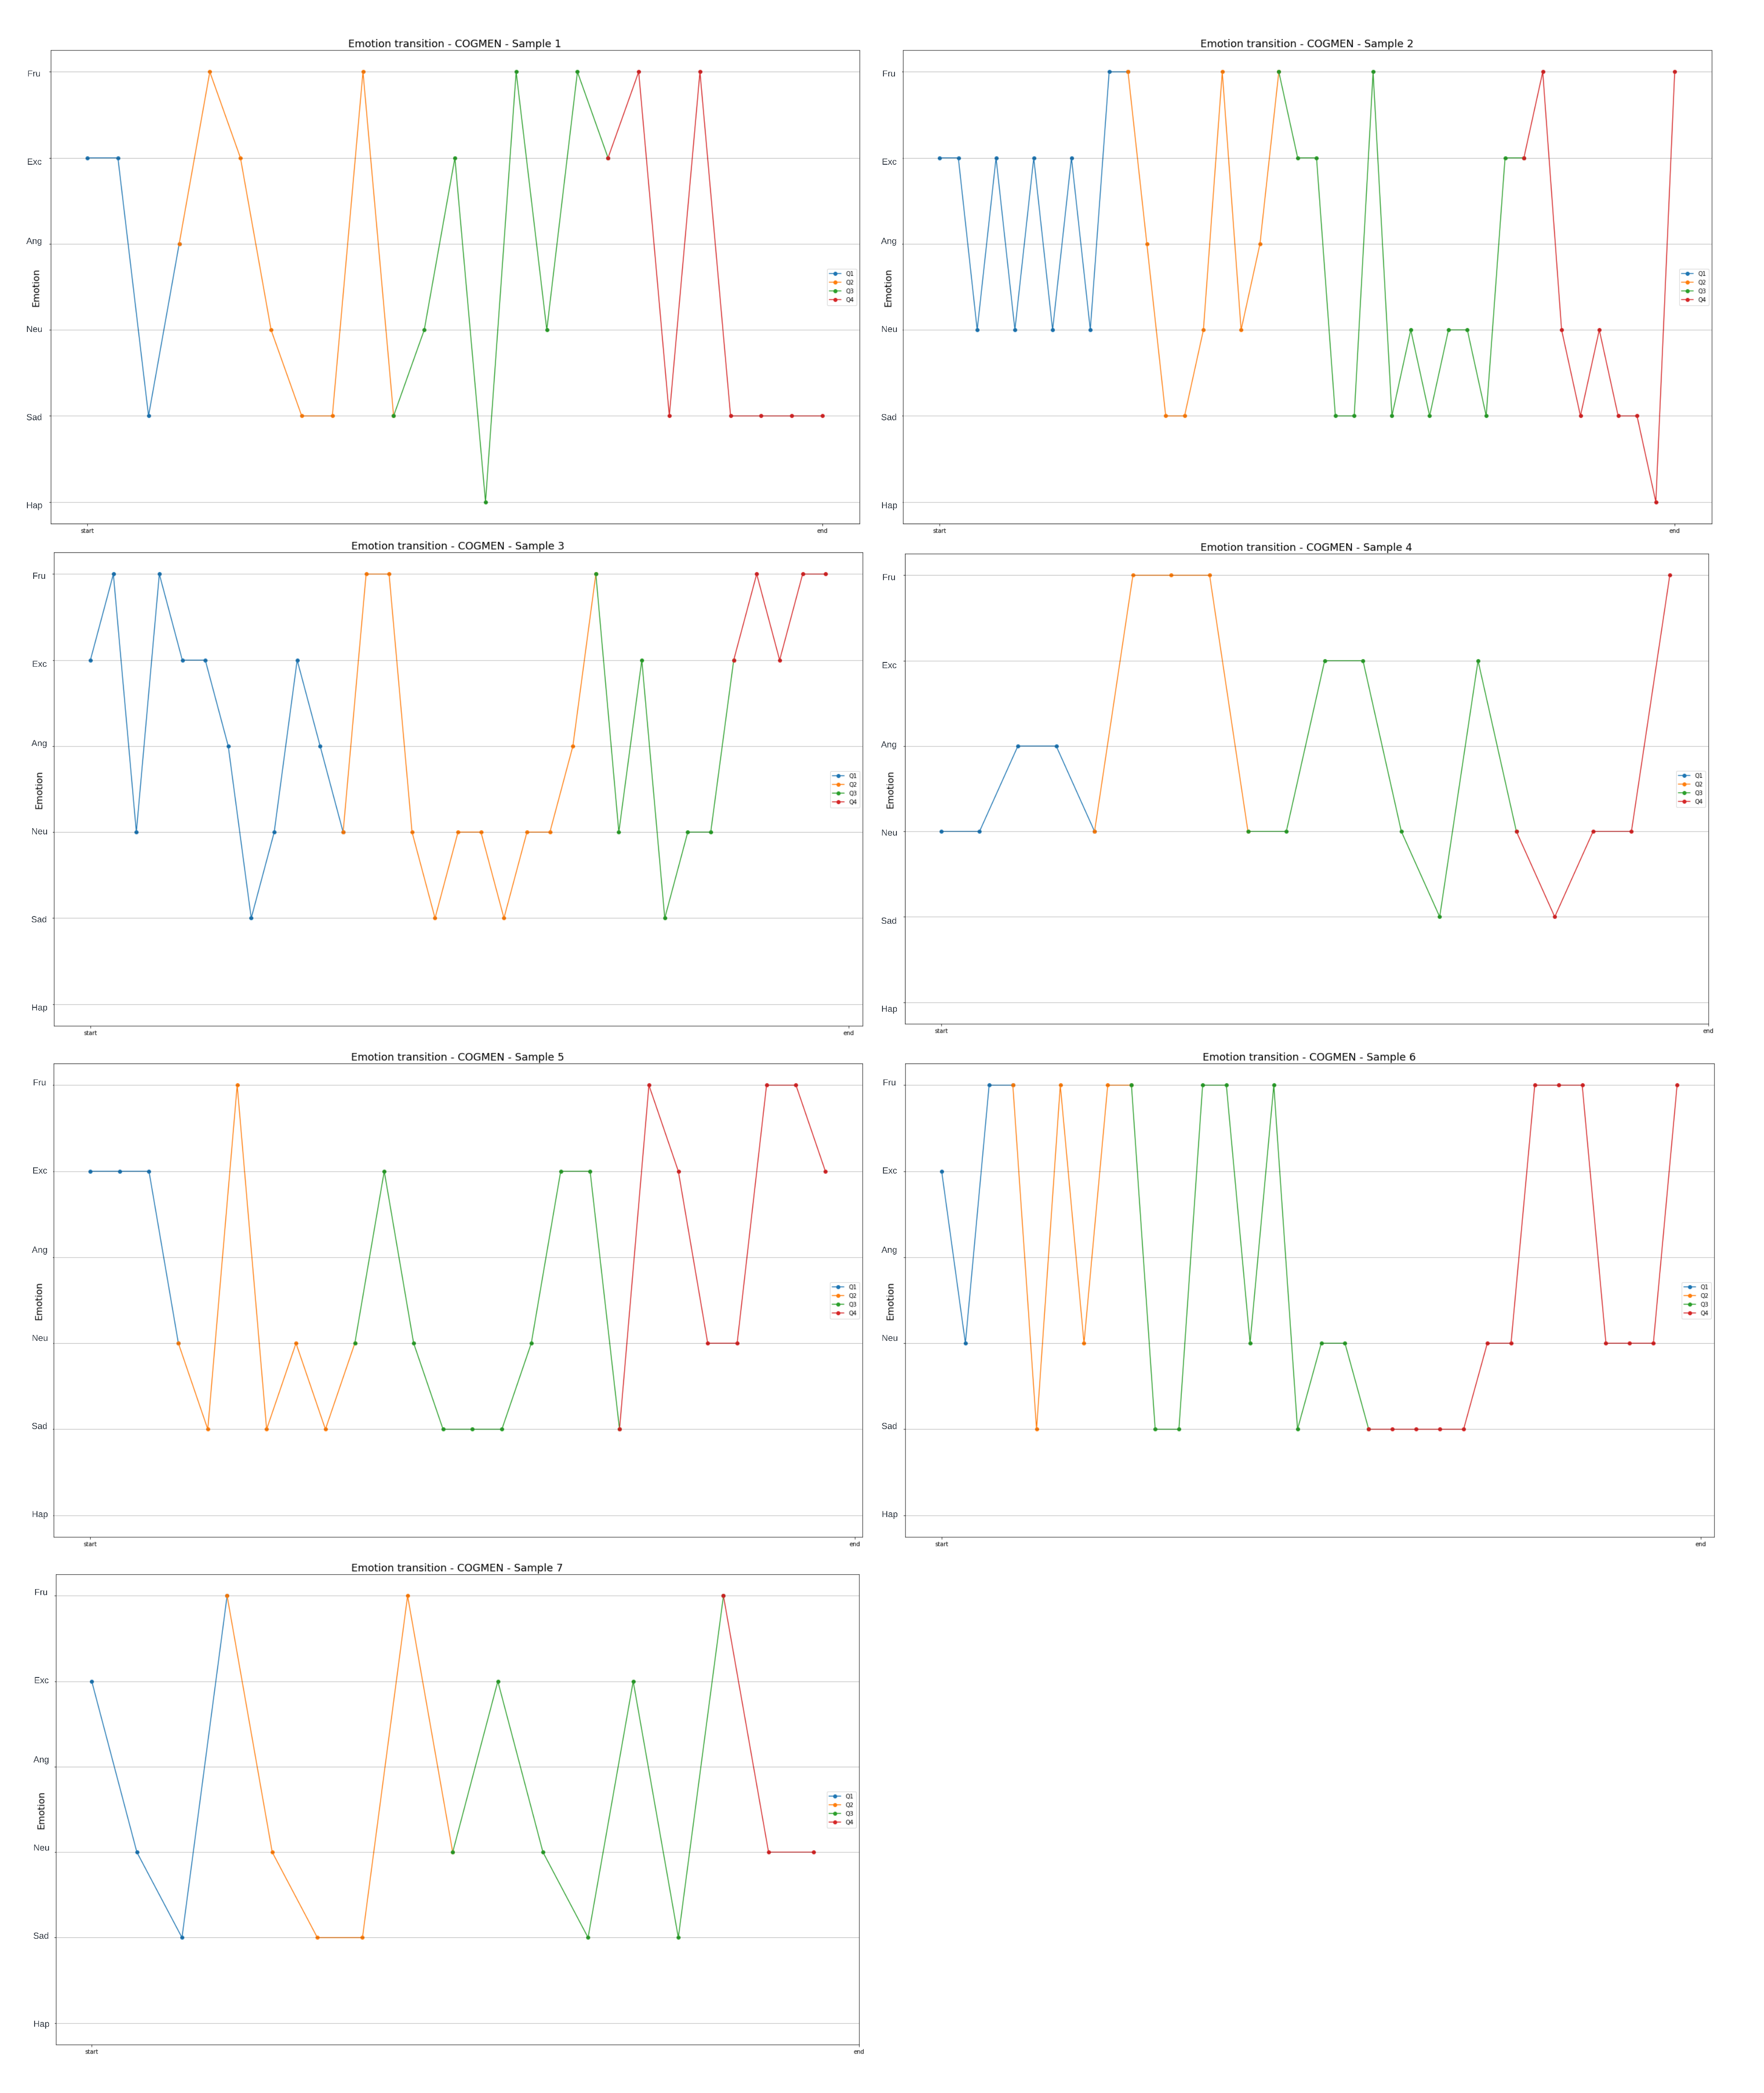 Emotion transition - COGMEN - Sample 1
Fru
Exc
Ang
Neu
Sad
Hap
Emotion
Q1
Q2
Q3
Q4
start
end
Emotion transition - COGMEN - Sample 2
Fru
Exc
Ang
Neu
Sad
Hap
Emotion
Q1
Q2
Q3
Q4
start
end
Emotion transition - COGMEN - Sample 3
Fru
Exc
Ang
Neu
Sad
Hap
Emotion
Q1
Q2
Q3
Q4
start
end
Emotion transition - COGMEN - Sample 4
Fru
Exc
Ang
Neu
Sad
Hap
Emotion
Q1
Q2
Q3
Q4
start
end
Emotion transition - COGMEN - Sample 5
Fru
Exc
Ang
Neu
Sad
Hap
Emotion
Q1
Q2
Q3
Q4
start
end
Emotion transition - COGMEN - Sample 6
Fru
Exc
Ang
Neu
Sad
Hap
Emotion
Q1
Q2
Q3
Q4
start
end
Emotion transition - COGMEN - Sample 7
Fru
Exc
Ang
Neu
Sad
Hap
Emotion
Q1
Q2
Q3
Q4
start
end